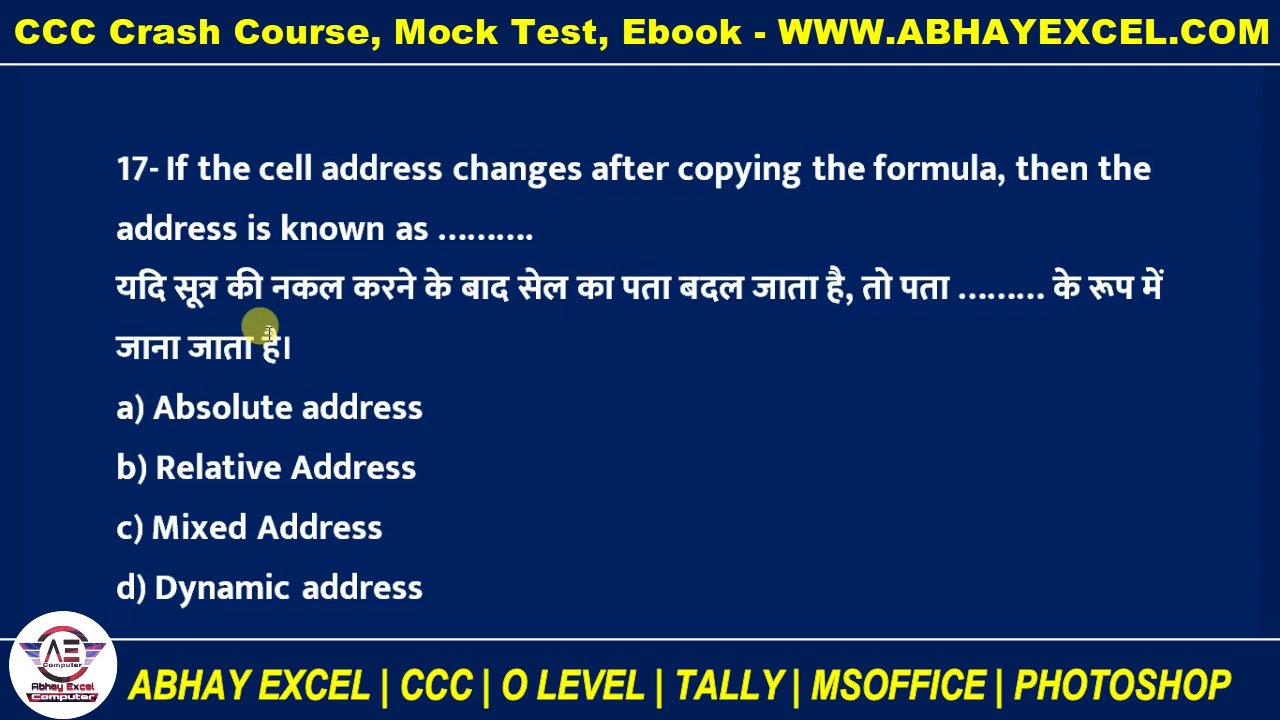 CCC Crash Course, Mock Test, Ebook - WWW.ABHAYEXCEL.COM
17- If the cell address changes after copying the formula, then the
address is known as ..........
यदि सूत्र की नकल करने के बाद सेल का पता बदल जाता है, तो पता ......... के रूप में
जाना जाता है।
a) Absolute address
b) Relative Address
c) Mixed Address
d) Dynamic address
AE
Computer
Abhay Excel
Computer
ABHAY EXCEL | CCC | O LEVEL | TALLY | MSOFFICE | PHOTOSHOP